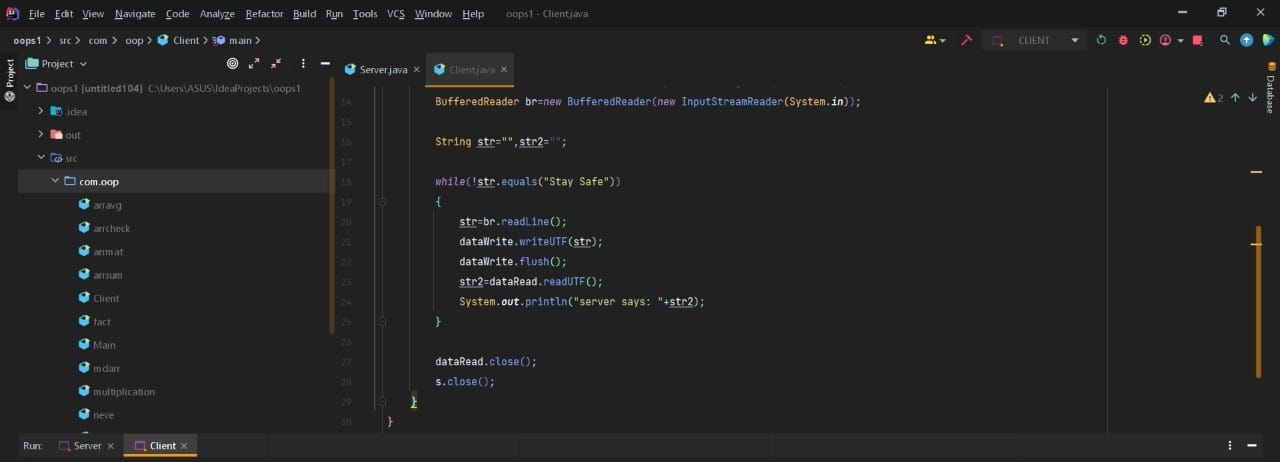 File Edit View Navigate Code Analyze Refactor Build Run Tools VCS Window Help oops1 - Client.java
oops1 src com oop Client main CLIENT
Project
Project
oops1 [untitled104] C:\Users\ASUS\IdeaProjects\oops1
.idea
out
src
com.oop
arravg
arrcheck
arrmat
arrsum
Client
fact
Main
mdarr
multiplication
neve
Server.java Client.java
14 BufferedReader br=new BufferedReader(new InputStreamReader(System.in));
15
16 String str="",str2="";
17
18 while(!str.equals("Stay Safe"))
19 {
20 str=br.readLine();
21 dataWrite.writeUTF(str);
22 dataWrite.flush();
23 str2=dataRead.readUTF();
24 System.out.println("server says: "+str2);
25 }
27 dataRead.close();
28 s.close();
29 }
30 }
2
Database
Run: Server Client